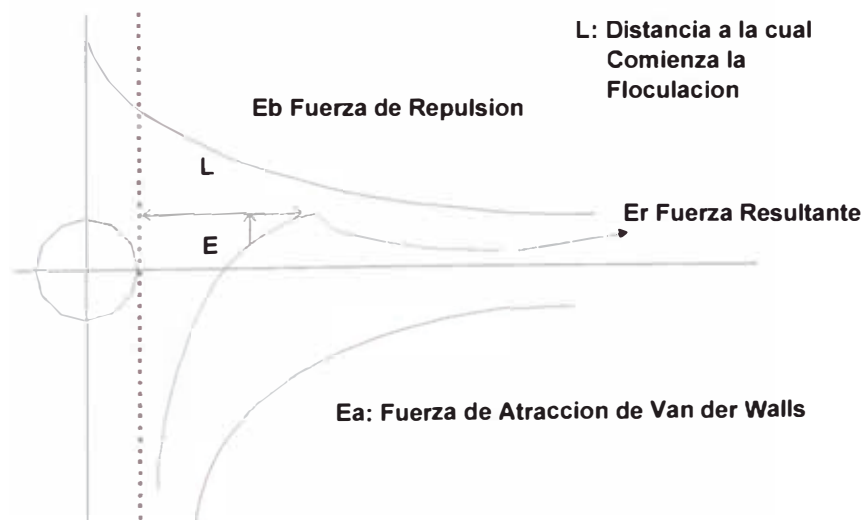 L: Distancia a la cual
Comienza la
Floculacion
Eb Fuerza de Repulsion
L
Er Fuerza Resultante
E
Ea: Fuerza de Atraccion de Van der Walls